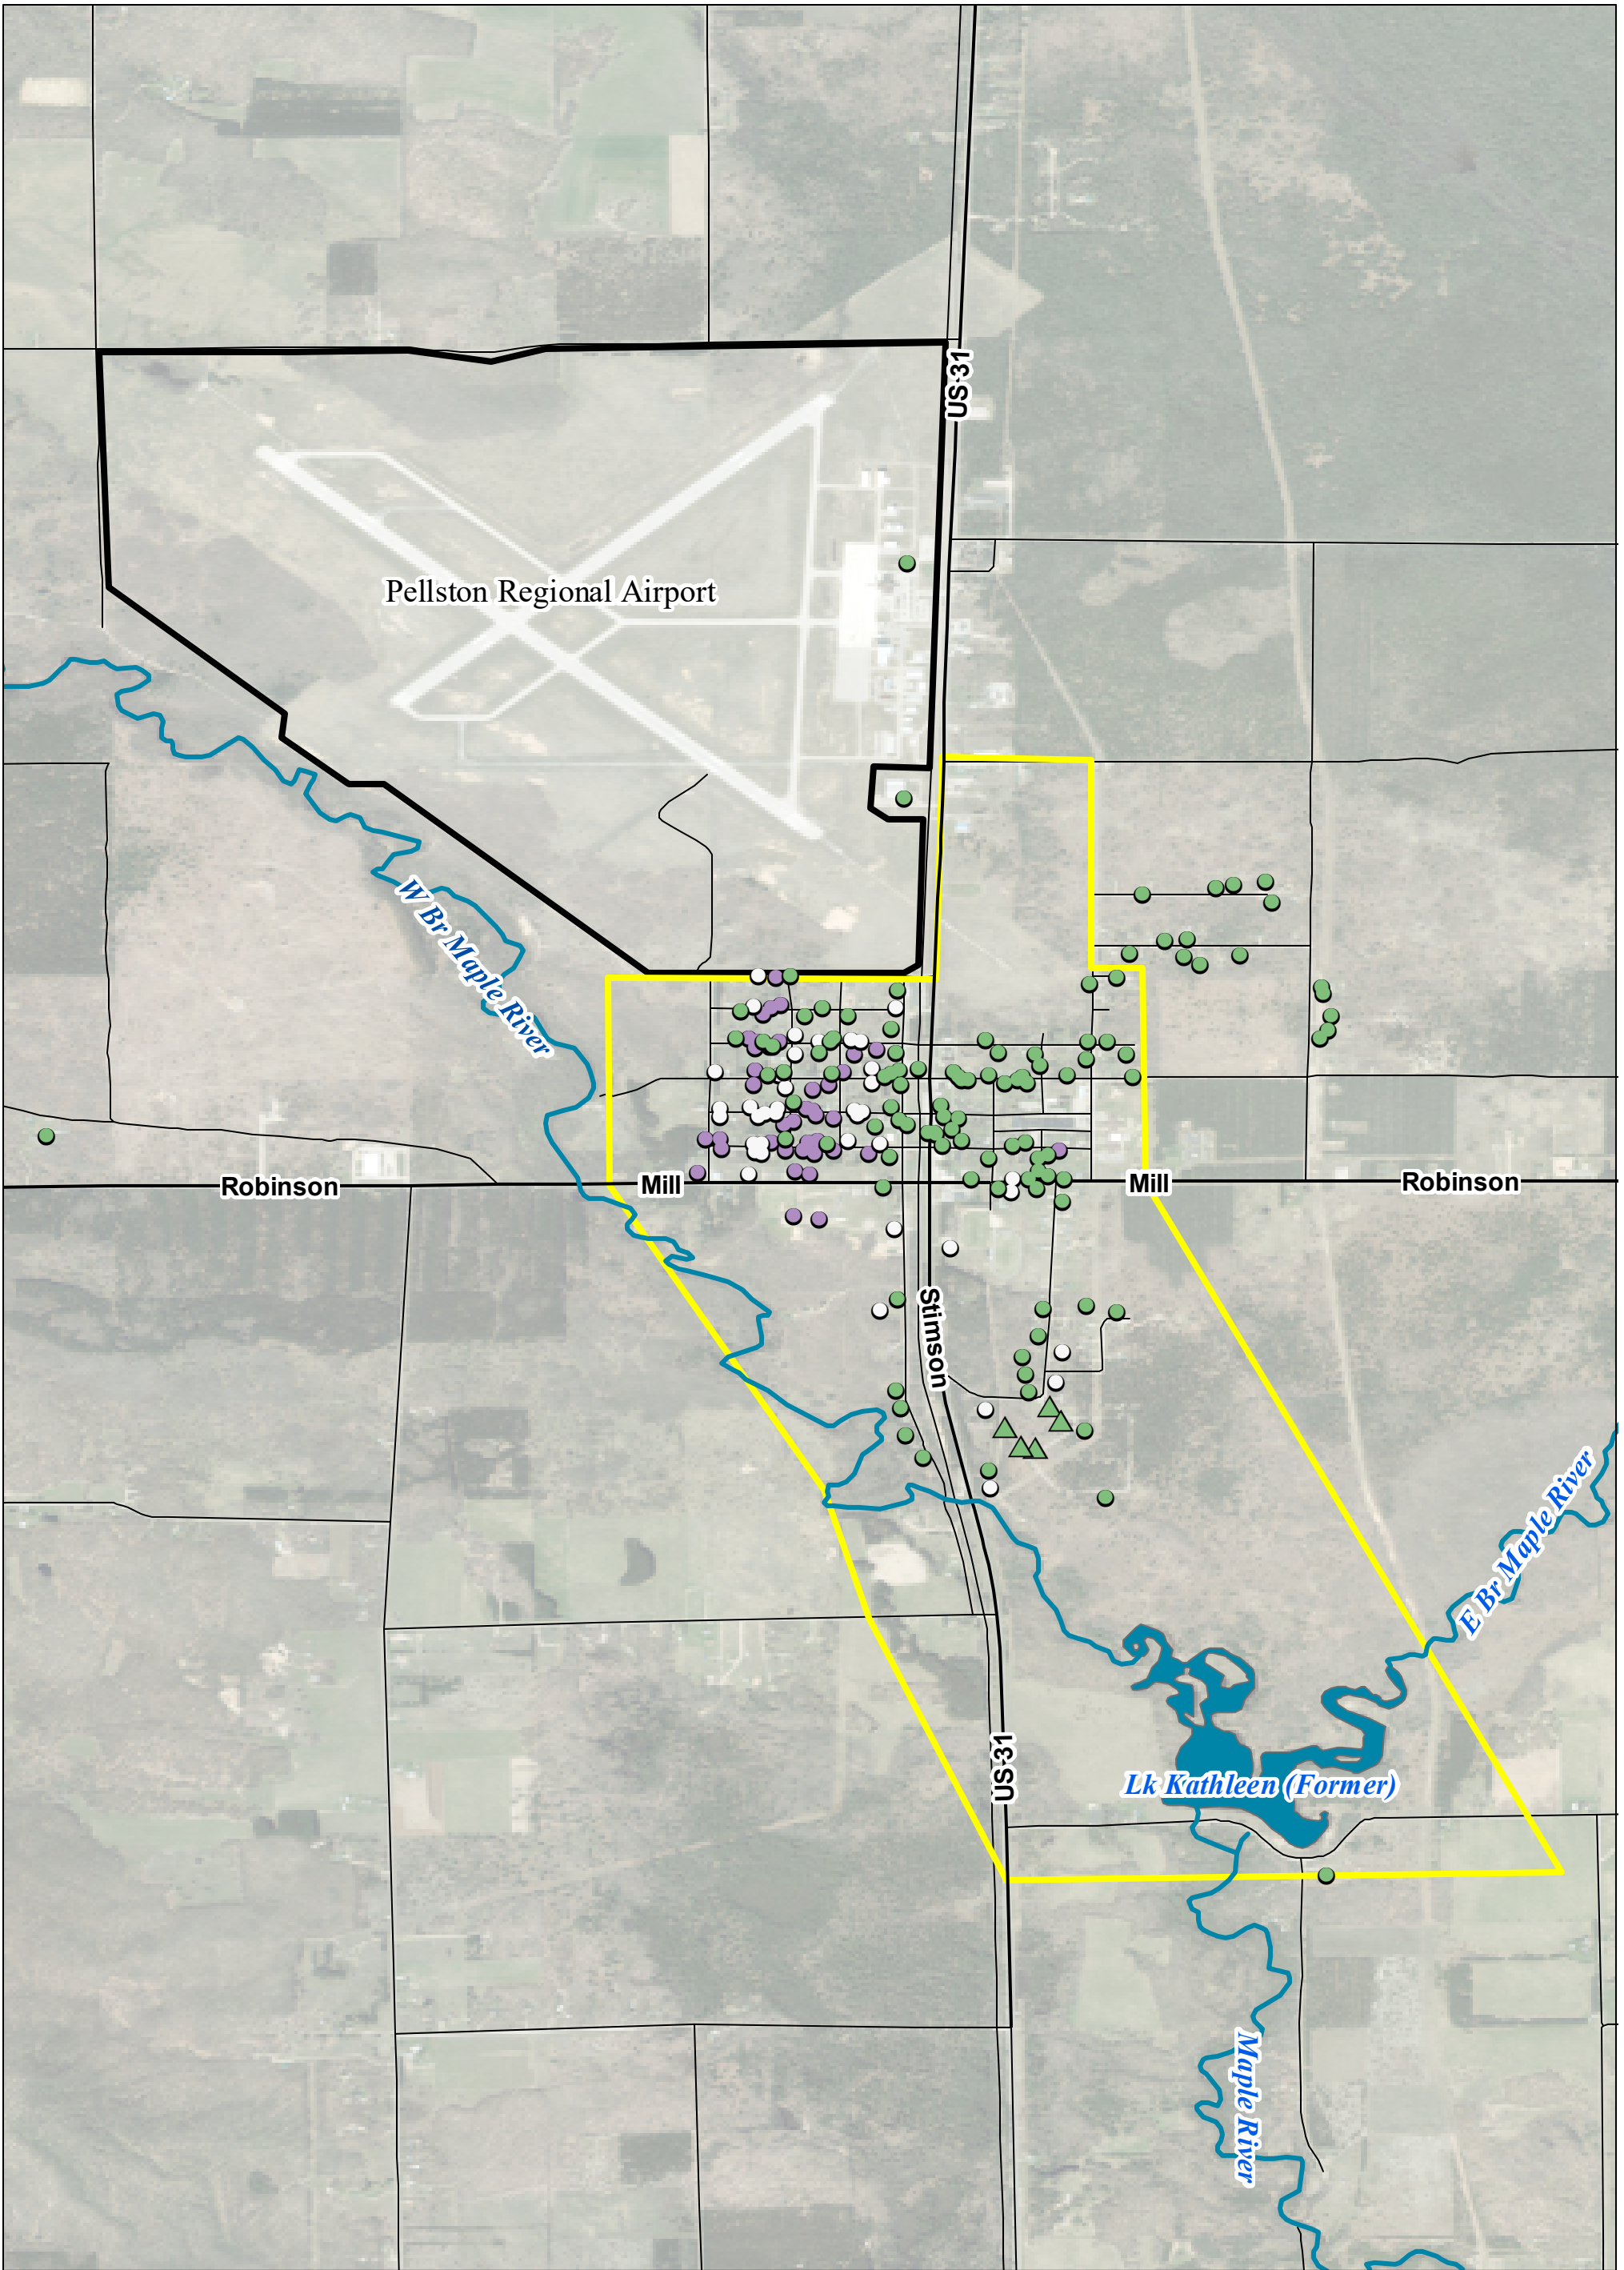 US-31
Pellston Regional Airport
W Br Maple River
Robinson
Mill
Mill
Robinson
Stimson
E Br Maple River
US-31
Lk Kathleen (Former)
Maple River